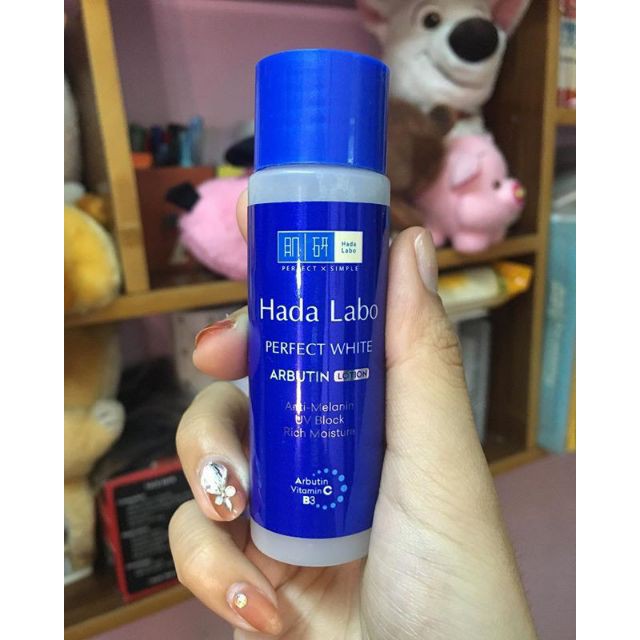 肌研
Hada
Labo
PERFECT X SIMPLE
Hada Labo
PERFECT WHITE
ARBUTIN LOTION
Anti-Melanin
UV Block
Rich Moisture
Arbutin
Vitamin C
B3